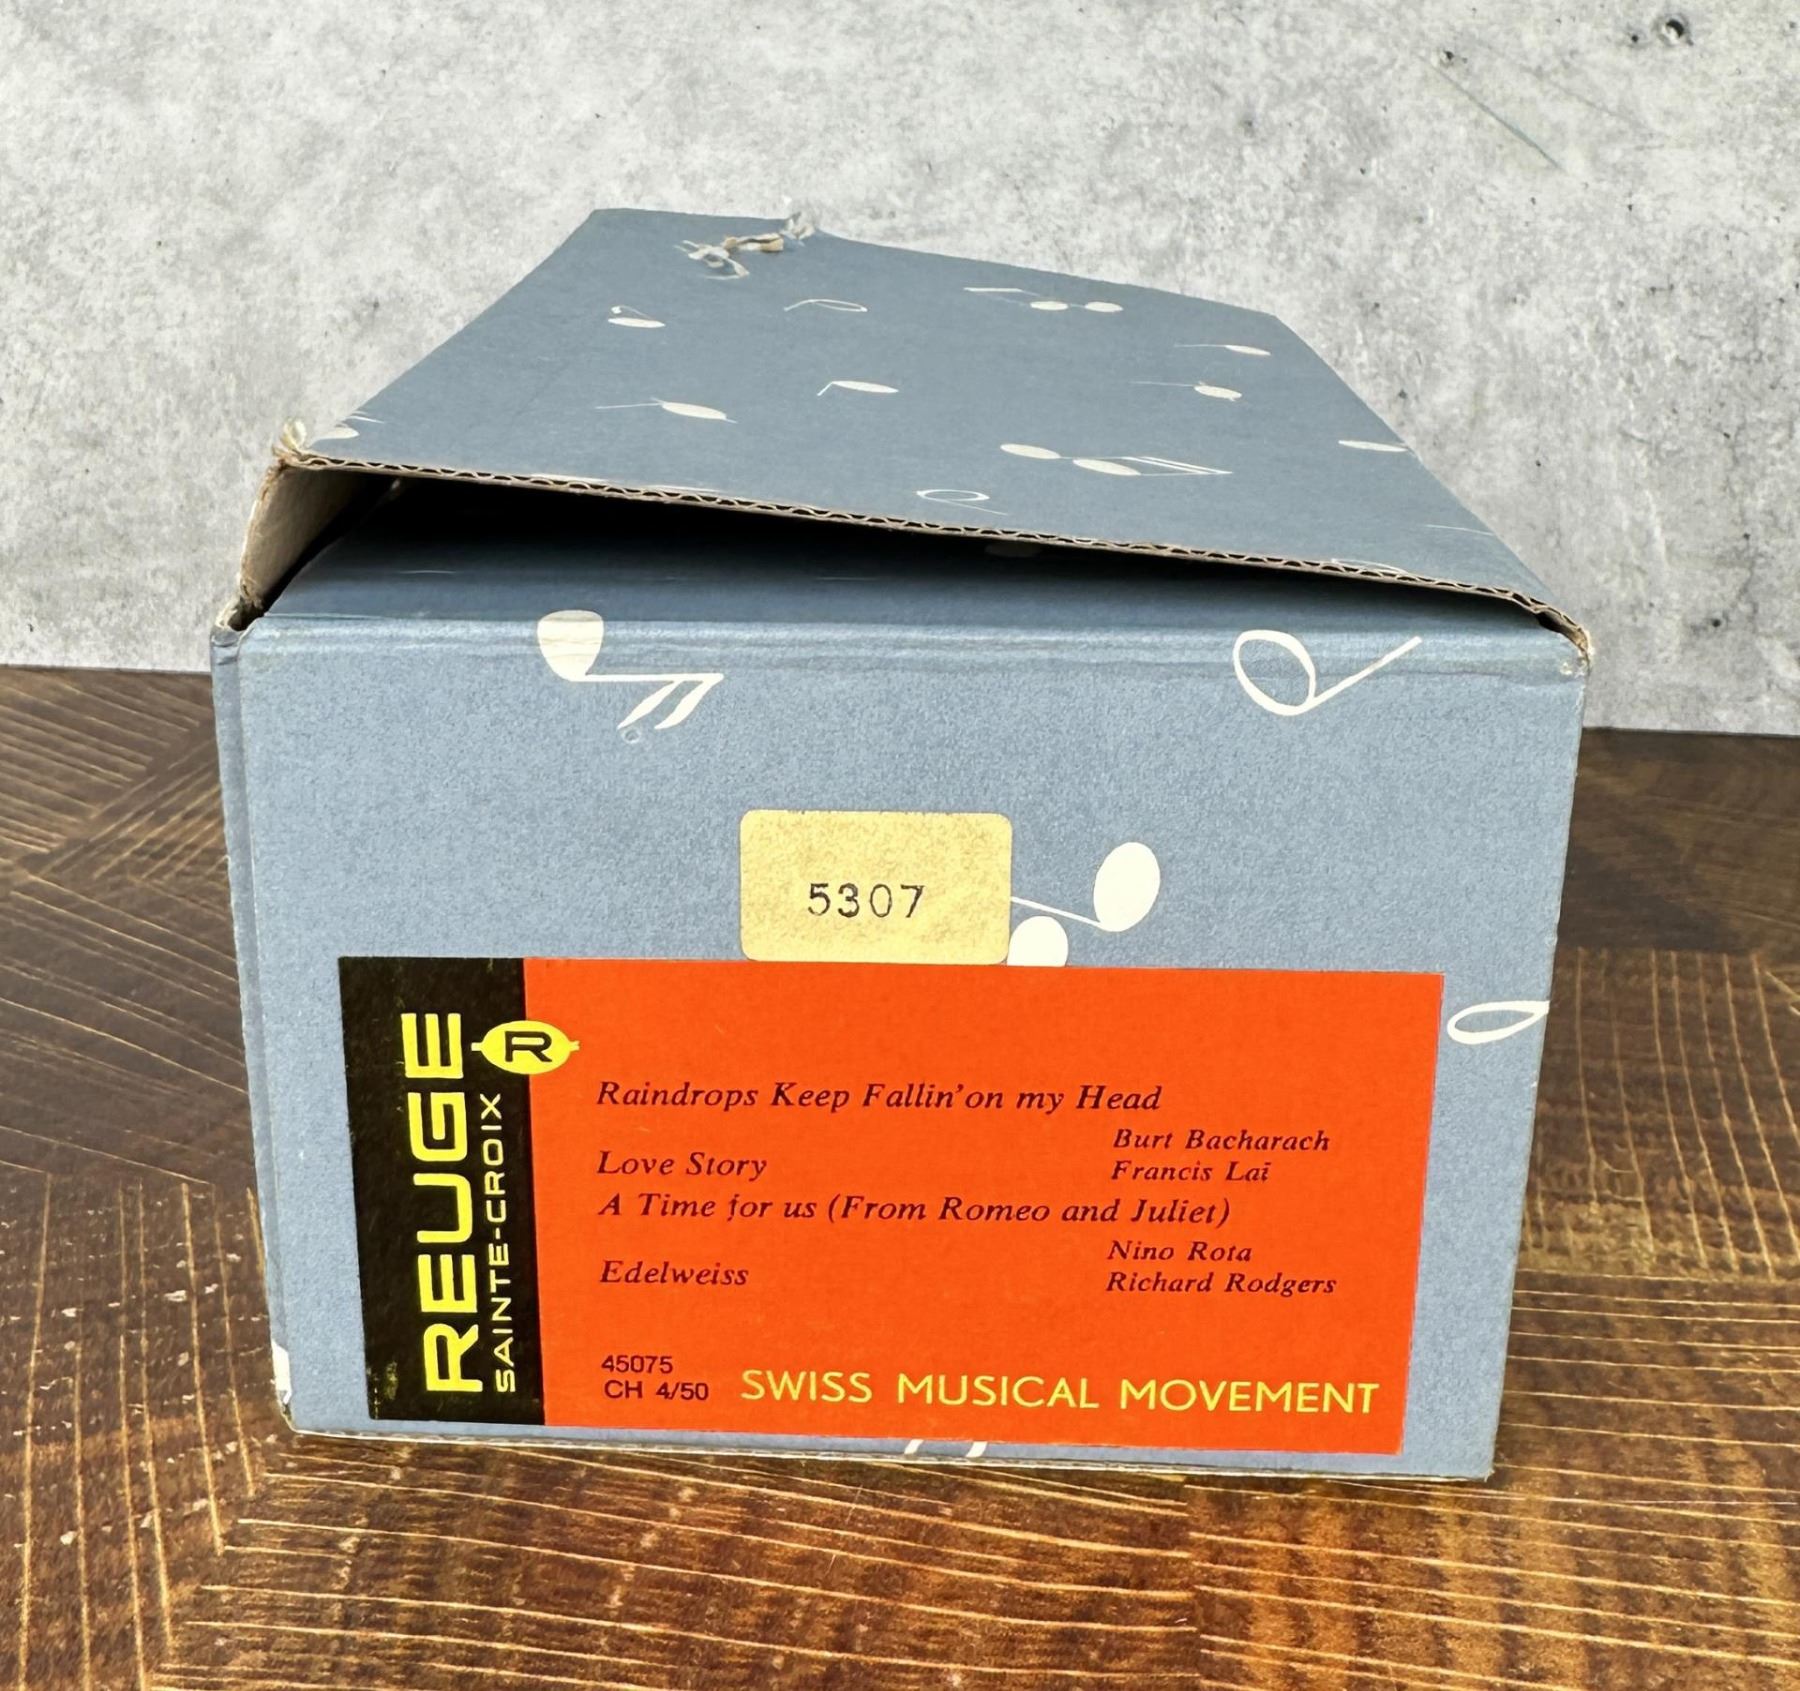 5307
REUGE
SAINTE-CROIX
R
Raindrops Keep Fallin' on my Head
Burt Bacharach
Love Story
Francis Laï
A Time for us (From Romeo and Juliet)
Nino Rota
Edelweiss
Richard Rodgers
45075
CH 4/50
SWISS MUSICAL MOVEMENT